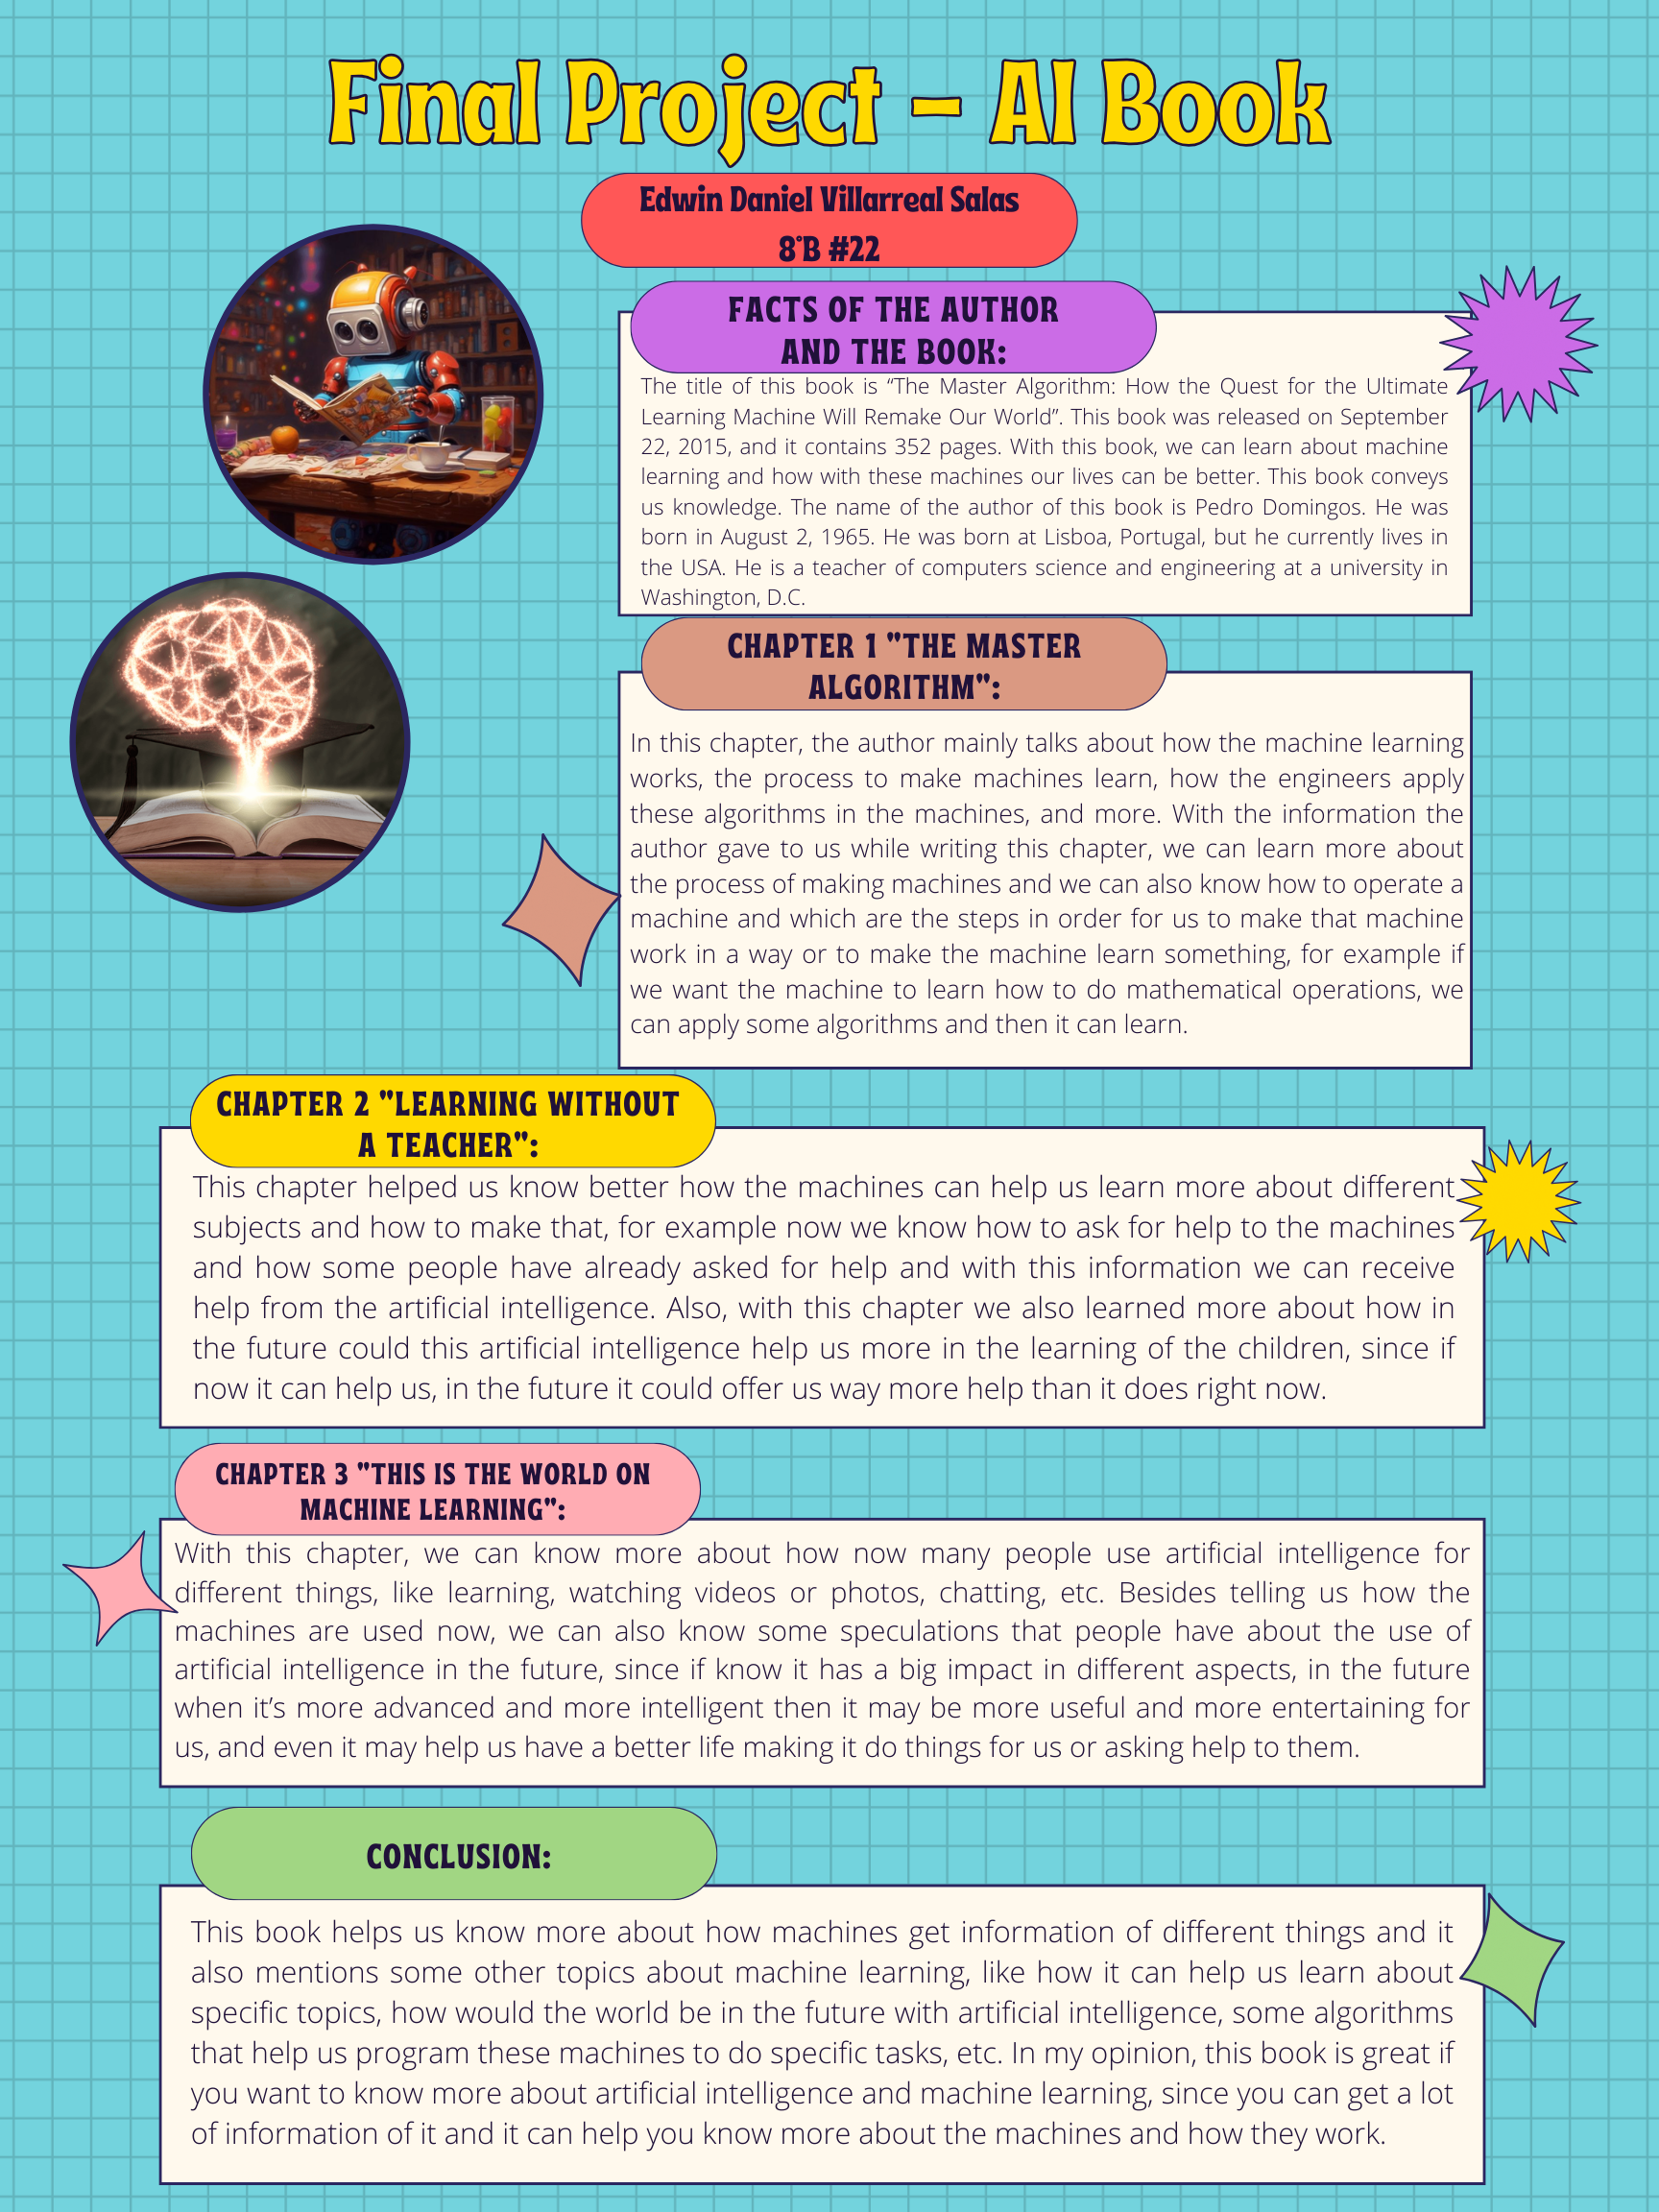 Final Project - AI Book
Edwin Daniel Villarreal Salas
8°B #22
FACTS OF THE AUTHOR
AND THE BOOK:
The title of this book is “The Master Algorithm: How the Quest for the Ultimate
Learning Machine Will Remake Our World”. This book was released on September
22, 2015, and it contains 352 pages. With this book, we can learn about machine
learning and how with these machines our lives can be better. This book conveys
us knowledge. The name of the author of this book is Pedro Domingos. He was
born in August 2, 1965. He was born at Lisboa, Portugal, but he currently lives in
the USA. He is a teacher of computers science and engineering at a university in
Washington, D.C.
CHAPTER 1 "THE MASTER
ALGORITHM":
In this chapter, the author mainly talks about how the machine learning
works, the process to make machines learn, how the engineers apply
these algorithms in the machines, and more. With the information the
author gave to us while writing this chapter, we can learn more about
the process of making machines and we can also know how to operate a
machine and which are the steps in order for us to make that machine
work in a way or to make the machine learn something, for example if
we want the machine to learn how to do mathematical operations, we
can apply some algorithms and then it can learn.
CHAPTER 2 "LEARNING WITHOUT
A TEACHER":
This chapter helped us know better how the machines can help us learn more about different
subjects and how to make that, for example now we know how to ask for help to the machines
and how some people have already asked for help and with this information we can receive
help from the artificial intelligence. Also, with this chapter we also learned more about how in
the future could this artificial intelligence help us more in the learning of the children, since if
now it can help us, in the future it could offer us way more help than it does right now.
CHAPTER 3 "THIS IS THE WORLD ON
MACHINE LEARNING":
With this chapter, we can know more about how now many people use artificial intelligence for
different things, like learning, watching videos or photos, chatting, etc. Besides telling us how the
machines are used now, we can also know some speculations that people have about the use of
artificial intelligence in the future, since if know it has a big impact in different aspects, in the future
when it’s more advanced and more intelligent then it may be more useful and more entertaining for
us, and even it may help us have a better life making it do things for us or asking help to them.
CONCLUSION:
This book helps us know more about how machines get information of different things and it
also mentions some other topics about machine learning, like how it can help us learn about
specific topics, how would the world be in the future with artificial intelligence, some algorithms
that help us program these machines to do specific tasks, etc. In my opinion, this book is great if
you want to know more about artificial intelligence and machine learning, since you can get a lot
of information of it and it can help you know more about the machines and how they work.